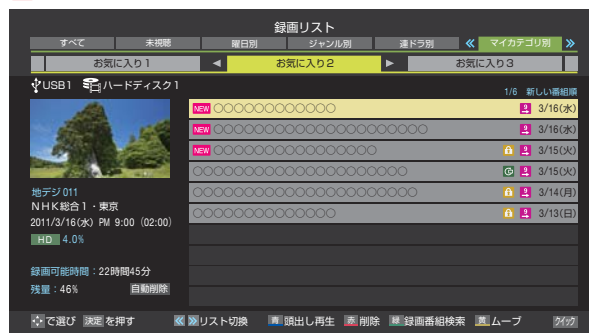 録画リスト
すべて 未視聴 曜日別 ジャンル別 連ドラ別 マイカテゴリ別
お気に入り1 お気に入り2 お気に入り3
USB1 ハードディスク1
1/6 新しい番組順
NEW 〇〇〇〇〇〇〇〇〇〇〇〇 3/16(水)
NEW 〇〇〇〇〇〇〇〇〇〇〇〇〇〇〇〇〇〇〇〇〇 3/16(水)
NEW 〇〇〇〇〇〇〇〇〇〇〇〇〇〇〇〇 3/15(火)
〇〇〇〇〇〇〇〇〇〇〇〇〇〇〇〇〇〇〇〇〇 3/15(火)
〇〇〇〇〇〇〇〇〇〇〇〇〇〇〇〇〇〇〇〇〇〇 3/14(月)
〇〇〇〇〇〇〇〇〇〇〇〇〇〇 3/13(日)
地デジ 011
NHK総合1・東京
2011/3/16(水) PM 9:00 (02:00)
HD 4.0%
録画可能時間:22時間45分
残量:46% 自動削除
で選び 決定 を押す リスト切換 青 頭出し再生 赤 削除 緑 録画番組検索 黄 ムーブ クイック